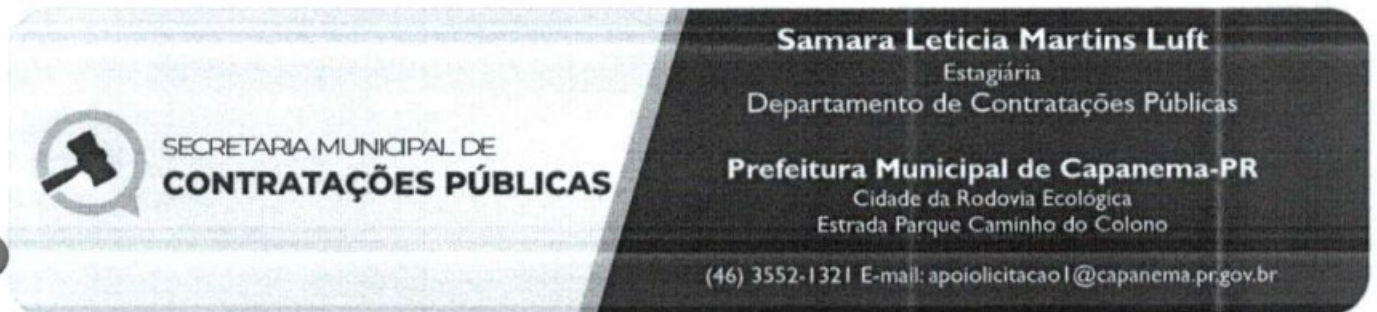 SECRETARIA MUNICIPAL DE
CONTRATAÇÕES PÚBLICAS
Samara Leticia Martins Luft
Estagiária
Departamento de Contratações Públicas
Prefeitura Municipal de Capanema-PR
Cidade da Rodovia Ecológica
Estrada Parque Caminho do Colono
(46) 3552-1321 E-mail: apoiolicitacao1@capanema.pr.gov.br